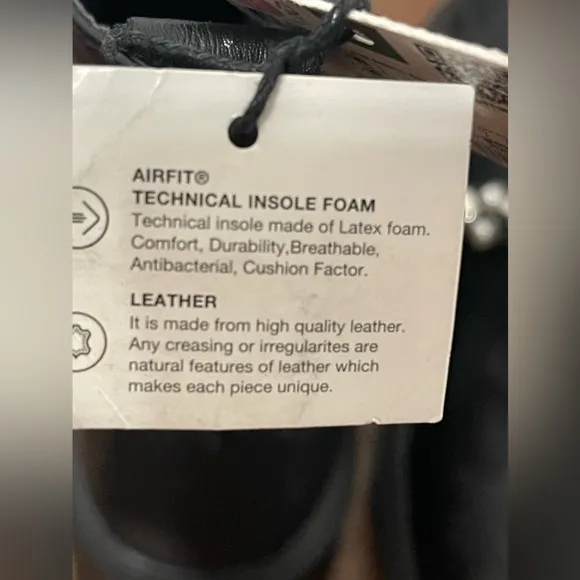 AIRFIT®
TECHNICAL INSOLE FOAM
Technical insole made of Latex foam.
Comfort, Durability,Breathable,
Antibacterial, Cushion Factor.
LEATHER
It is made from high quality leather.
Any creasing or irregularites are
natural features of leather which
makes each piece unique.